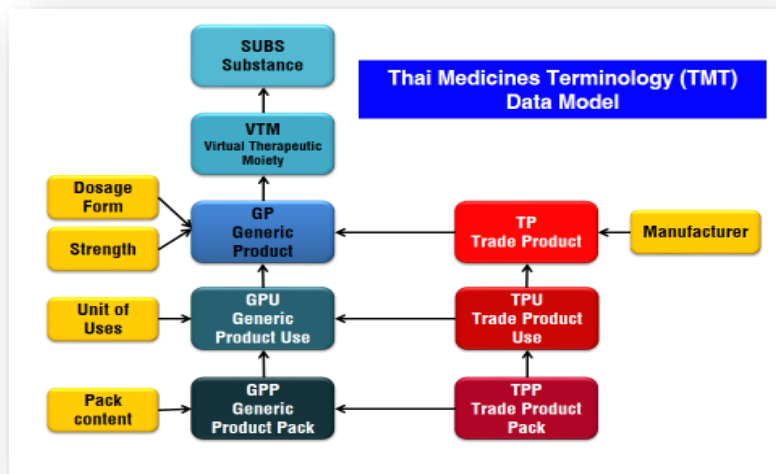 SUBS
Substance
Thai Medicines Terminology (TMT)
Data Model
VTM
Virtual Therapeutic
Moiety
Dosage
Form
Strength
GP
Generic
Product
TP
Trade Product
Manufacturer
Unit of
Uses
GPU
Generic
Product Use
TPU
Trade Product
Use
Pack
content
GPP
Generic
Product Pack
TPP
Trade Product
Pack